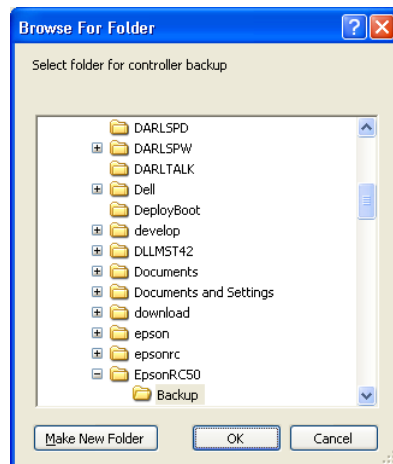 Browse For Folder
Select folder for controller backup
DARLSPD
DARLSPW
DARLTALK
Dell
DeployBoot
develop
DLLMST42
Documents
Documents and Settings
download
epson
epsonrc
EpsonRC50
Backup
Make New Folder OK Cancel